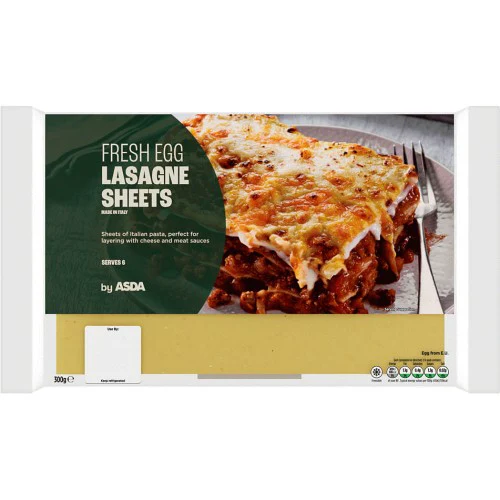 FRESH EGG
LASAGNE
SHEETS
MADE IN ITALY
Sheets of Italian pasta, perfect for
layering with cheese and meat sauces
SERVES 6
by ASDA
Use By:
Keep refrigerated
300g ℮
Egg from E.U.